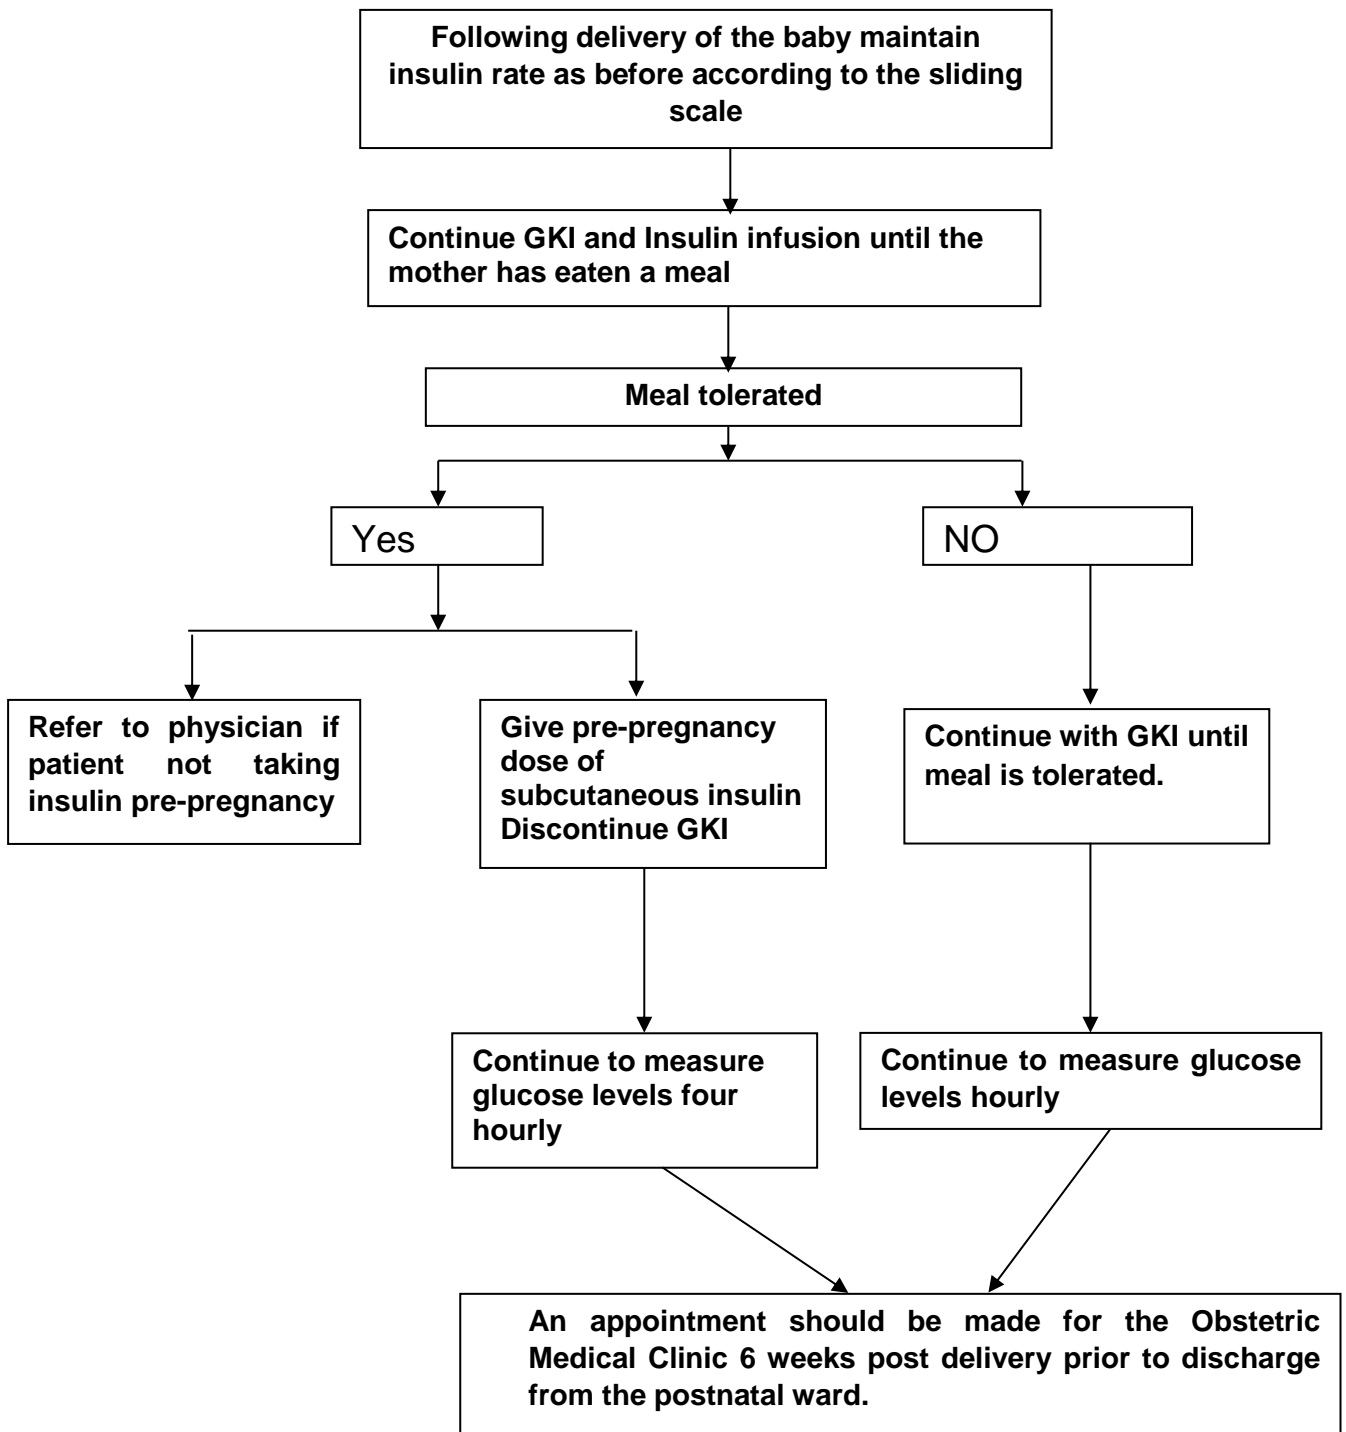 Following delivery of the baby maintain
insulin rate as before according to the sliding
scale
Continue GKI and Insulin infusion until the
mother has eaten a meal
Meal tolerated
Yes
NO
Refer to physician if
patient not taking
insulin pre-pregnancy
Give pre-pregnancy
dose of
subcutaneous insulin
Discontinue GKI
Continue with GKI until
meal is tolerated.
Continue to measure
glucose levels four
hourly
Continue to measure glucose
levels hourly
An appointment should be made for the Obstetric
Medical Clinic 6 weeks post delivery prior to discharge
from the postnatal ward.